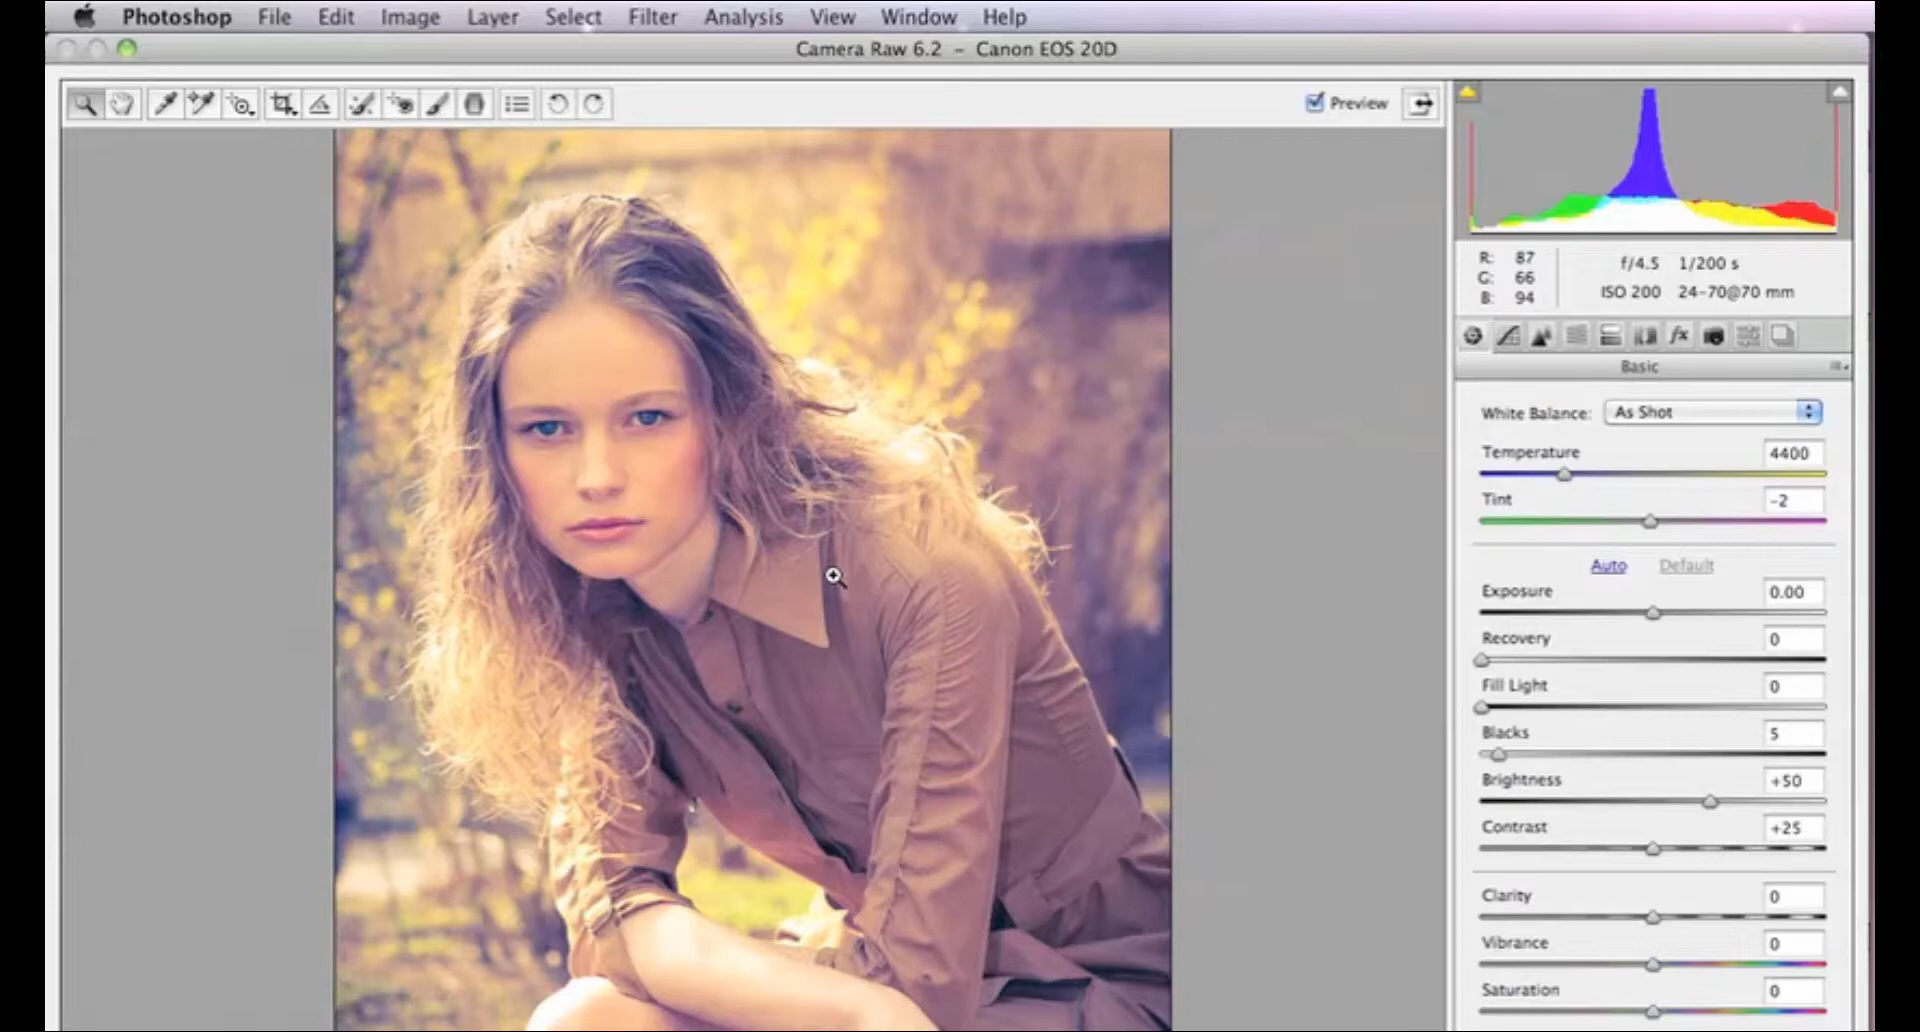 Photoshop File Edit Image Layer Select Filter Analysis View Window Help
Camera Raw 6.2 – Canon EOS 20D
Preview
R: 87
G: 66
B: 94
f/4.5 1/200 s
ISO 200 24-70@70 mm
fx
Basic
White Balance: As Shot
Temperature 4400
Tint -2
Auto Default
Exposure 0.00
Recovery 0
Fill Light 0
Blacks 5
Brightness +50
Contrast +25
Clarity 0
Vibrance 0
Saturation 0